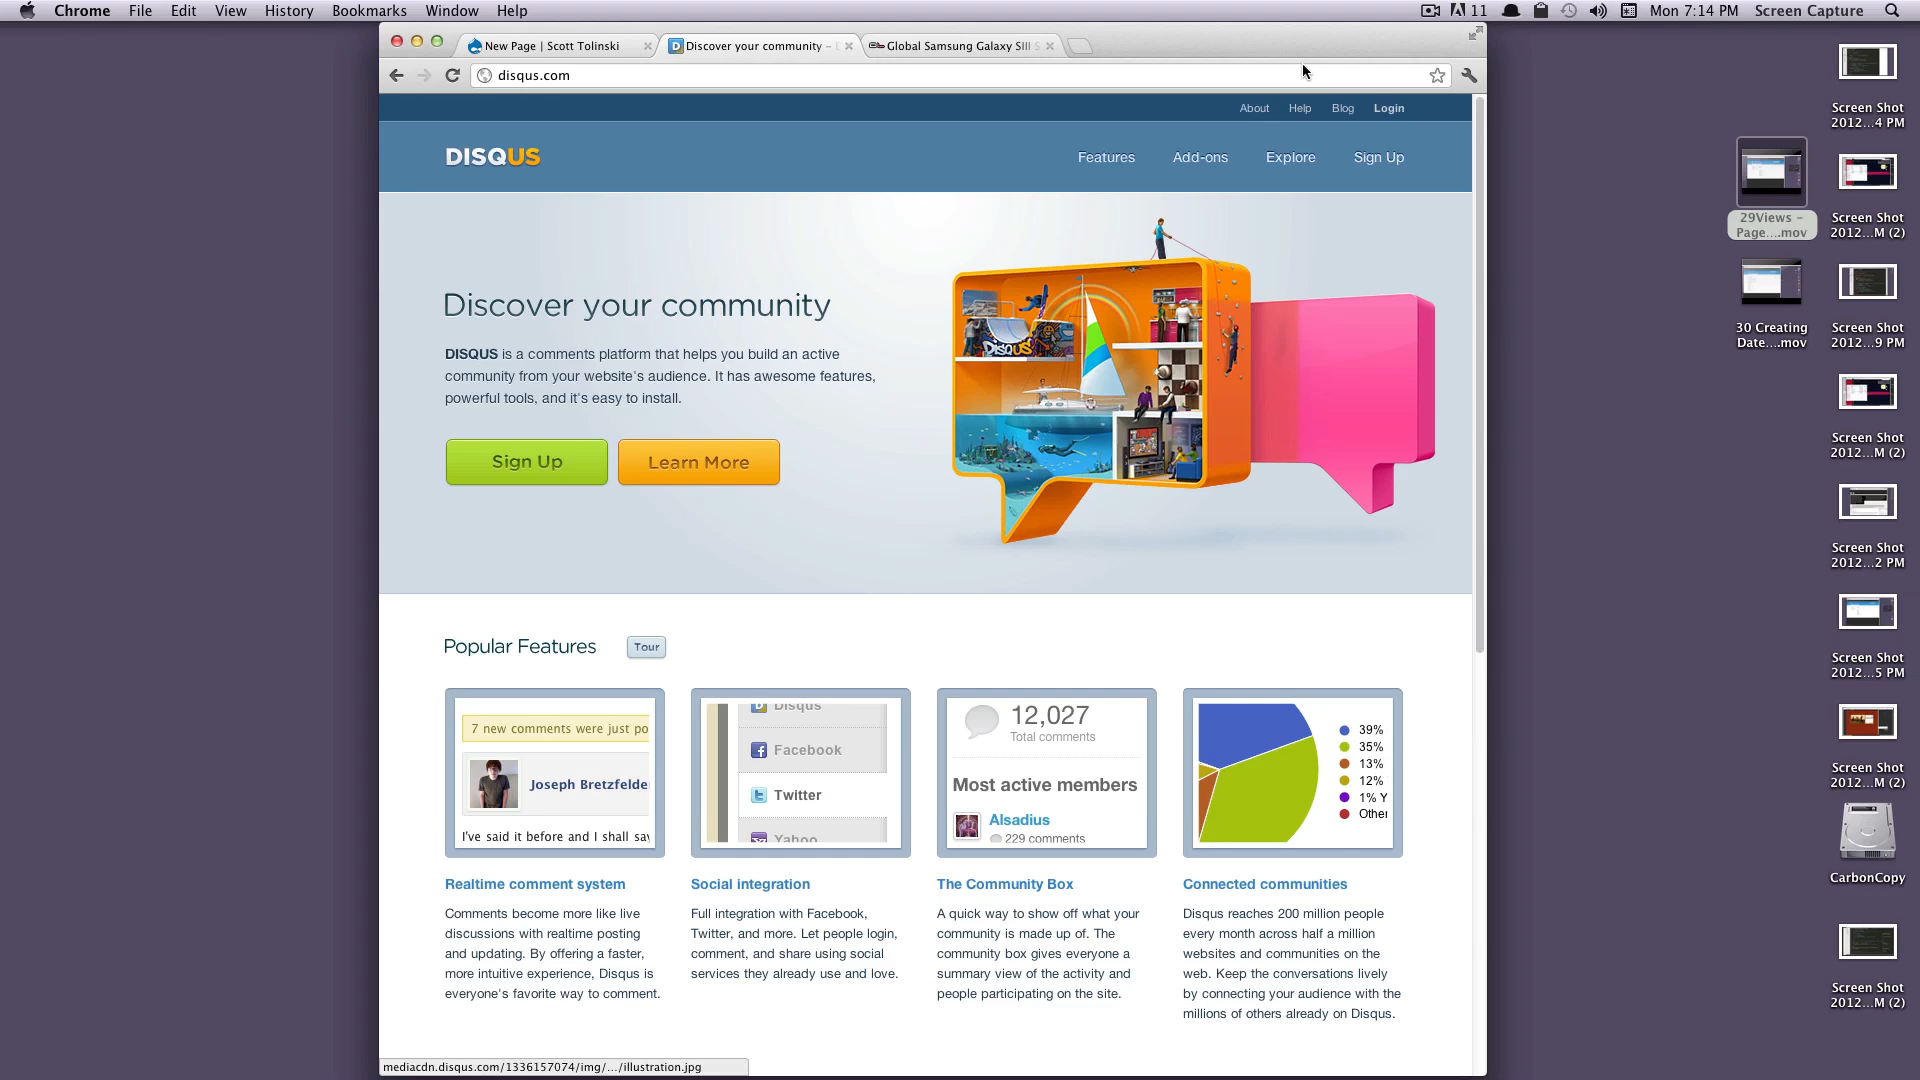 Chrome File Edit View History Bookmarks Window Help
11 Mon 7:14 PM Screen Capture
New Page | Scott Tolinski
Discover your community –
Global Samsung Galaxy SIII
disqus.com
About Help Blog Login
DISQUS
Features Add-ons Explore Sign Up
Discover your community
DISQUS is a comments platform that helps you build an active
community from your website's audience. It has awesome features,
powerful tools, and it's easy to install.
Sign Up Learn More
DISQUS
Popular Features Tour
7 new comments were just po
Joseph Bretzfelde
I've said it before and I shall say
Disqus
Facebook
Twitter
Yahoo
12,027
Total comments
Most active members
Alsadius
229 comments
39%
35%
13%
12%
1% Y
Other
Realtime comment system
Comments become more like live
discussions with realtime posting
and updating. By offering a faster,
more intuitive experience, Disqus is
everyone's favorite way to comment.
Social integration
Full integration with Facebook,
Twitter, and more. Let people login,
comment, and share using social
services they already use and love.
The Community Box
A quick way to show off what your
community is made up of. The
community box gives everyone a
summary view of the activity and
people participating on the site.
Connected communities
Disqus reaches 200 million people
every month across half a million
websites and communities on the
web. Keep the conversations lively
by connecting your audience with the
millions of others already on Disqus.
mediacdn.disqus.com/1336157074/img/.../illustration.jpg
29Views –
Page....mov
30 Creating
Date....mov
Screen Shot
2012...4 PM
Screen Shot
2012...M (2)
Screen Shot
2012...9 PM
Screen Shot
2012...M (2)
Screen Shot
2012...2 PM
Screen Shot
2012...5 PM
Screen Shot
2012...M (2)
CarbonCopy
Screen Shot
2012...M (2)